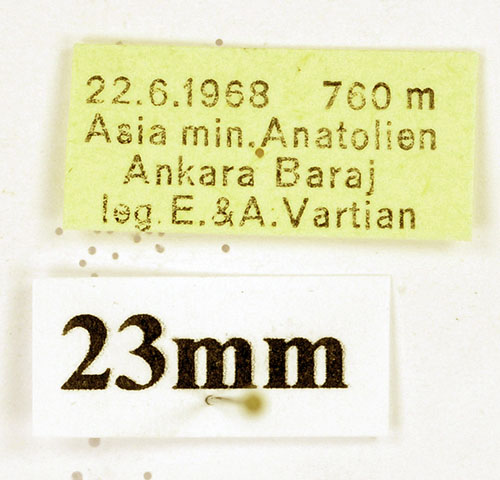 22.6.1968 760 m
Asia min.Anatolien
Ankara Baraj
leg.E.&A.Vartian
23mm